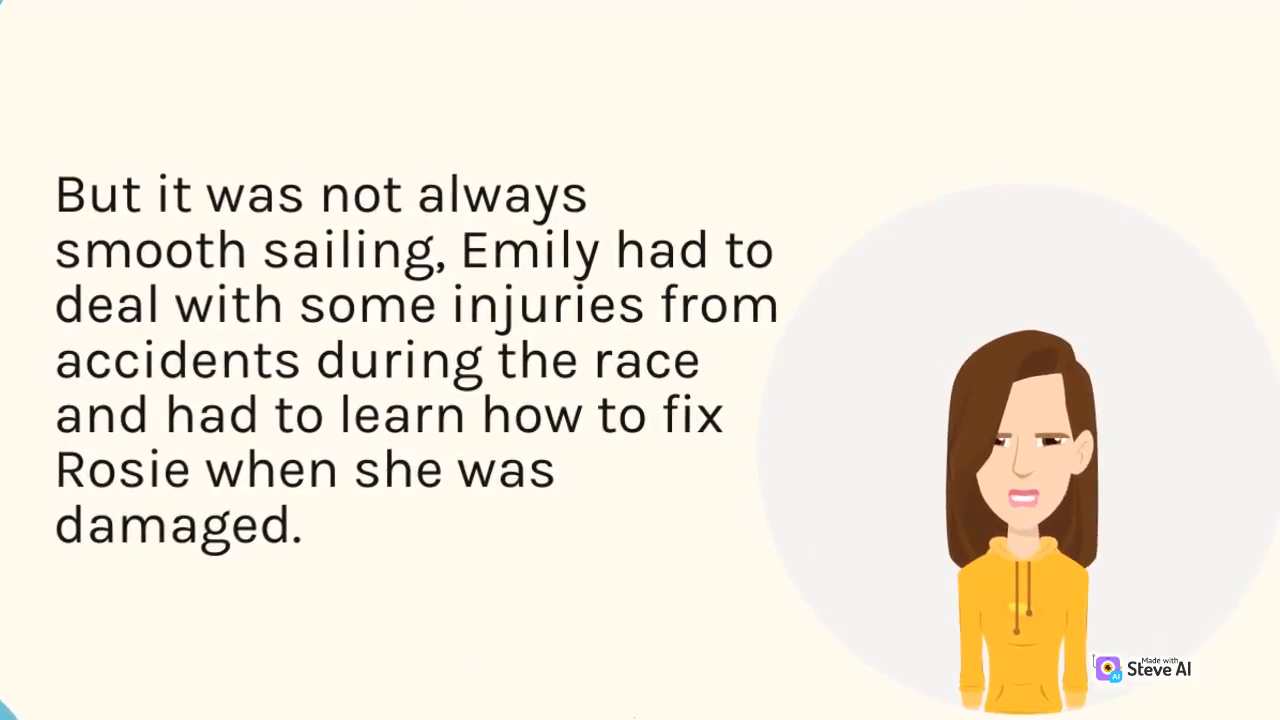 But it was not always
smooth sailing, Emily had to
deal with some injuries from
accidents during the race
and had to learn how to fix
Rosie when she was
damaged.
Made with
Steve AI
AI